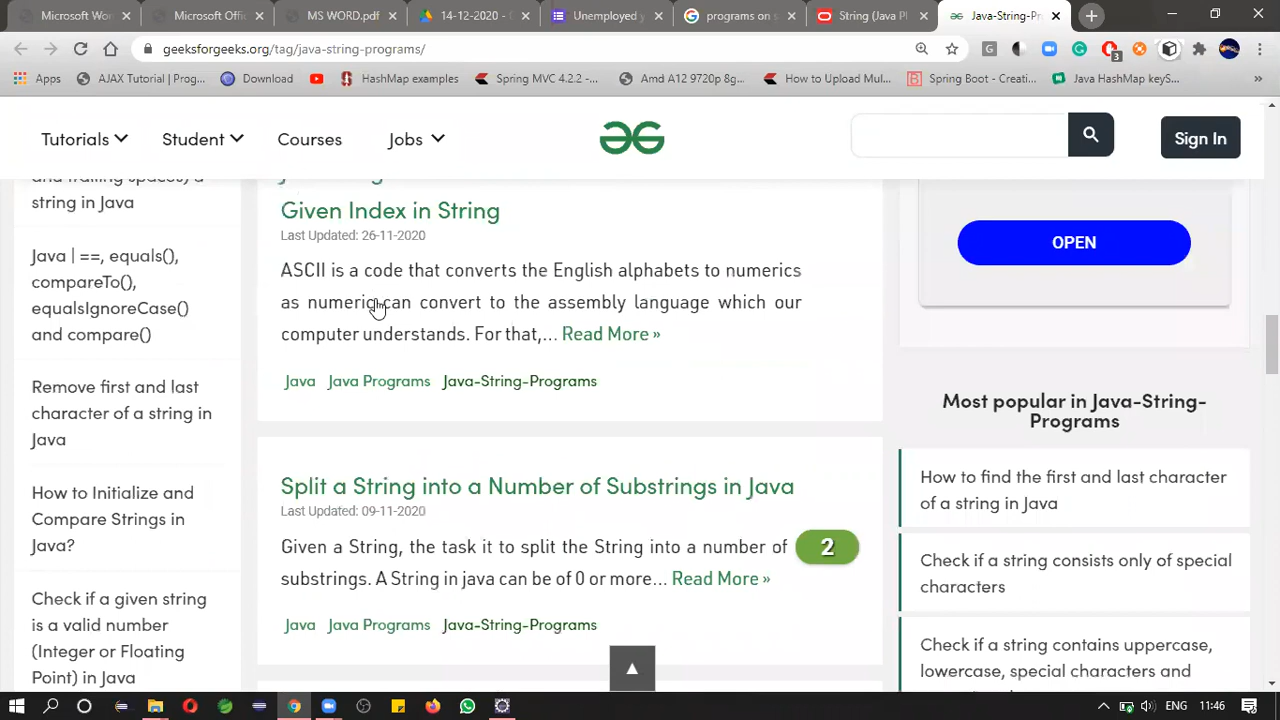 Microsoft Wor
Microsoft Offi
MS WORD.pdf
14-12-2020 -
Unemployed y
programs on s
String (Java Pl
Java-String-Pr
geeksforgeeks.org/tag/java-string-programs/
3
Apps
AJAX Tutorial | Prog...
Download
HashMap examples
Spring MVC 4.2.2 -...
Amd A12 9720p 8g...
How to Upload Mul...
Spring Boot - Creati...
Java HashMap keyS...
»
Tutorials
Student
Courses
Jobs
Sign In
string in Java
Java | ==, equals(),
compareTo(),
equalsIgnoreCase()
and compare()
Remove first and last
character of a string in
Java
How to Initialize and
Compare Strings in
Java?
Check if a given string
is a valid number
(Integer or Floating
Point) in Java
Given Index in String
Last Updated: 26-11-2020
ASCII is a code that converts the English alphabets to numerics
as numeric can convert to the assembly language which our
computer understands. For that,... Read More »
Java Java Programs Java-String-Programs
Split a String into a Number of Substrings in Java
Last Updated: 09-11-2020
Given a String, the task it to split the String into a number of
substrings. A String in java can be of 0 or more... Read More »
2
Java Java Programs Java-String-Programs
OPEN
Most popular in Java-String-
Programs
How to find the first and last character
of a string in Java
Check if a string consists only of special
characters
Check if a string contains uppercase,
lowercase, special characters and
ENG
11:46